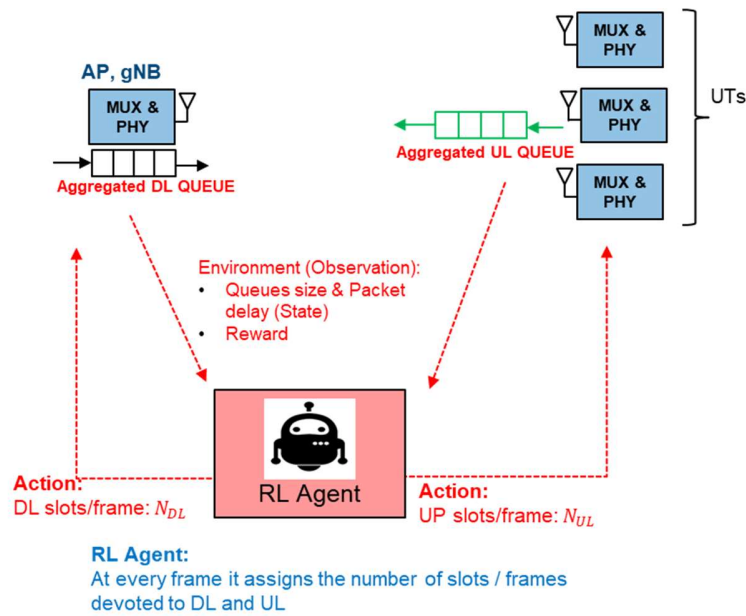 MUX &
PHY
AP, gNB
MUX &
PHY
UTs
MUX &
PHY
Aggregated UL QUEUE
Aggregated DL QUEUE
MUX &
PHY
Environment (Observation):
• Queues size & Packet
delay (State)
• Reward
RL Agent
Action:
DL slots/frame: N_DL
Action:
UP slots/frame: N_UL
RL Agent:
At every frame it assigns the number of slots / frames
devoted to DL and UL